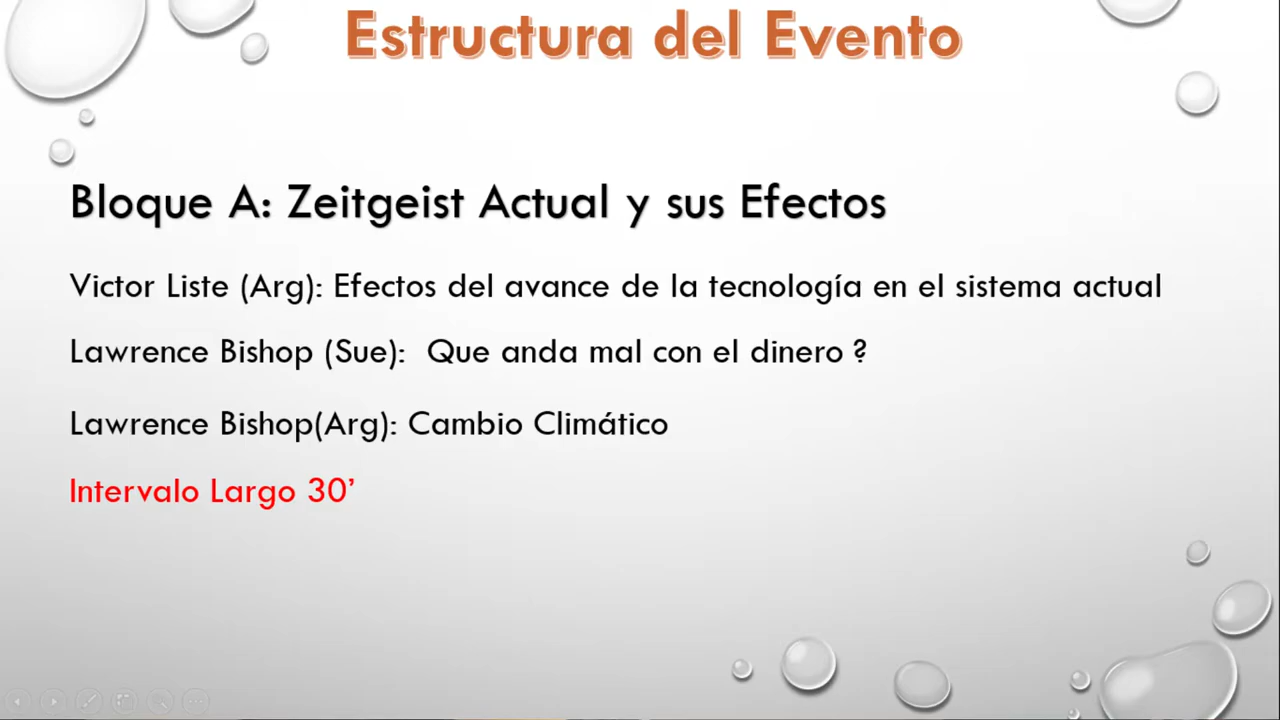 Estructura del Evento
Bloque A: Zeitgeist Actual y sus Efectos
Victor Liste (Arg): Efectos del avance de la tecnología en el sistema actual
Lawrence Bishop (Sue):  Que anda mal con el dinero ?
Lawrence Bishop(Arg): Cambio Climático
Intervalo Largo 30’